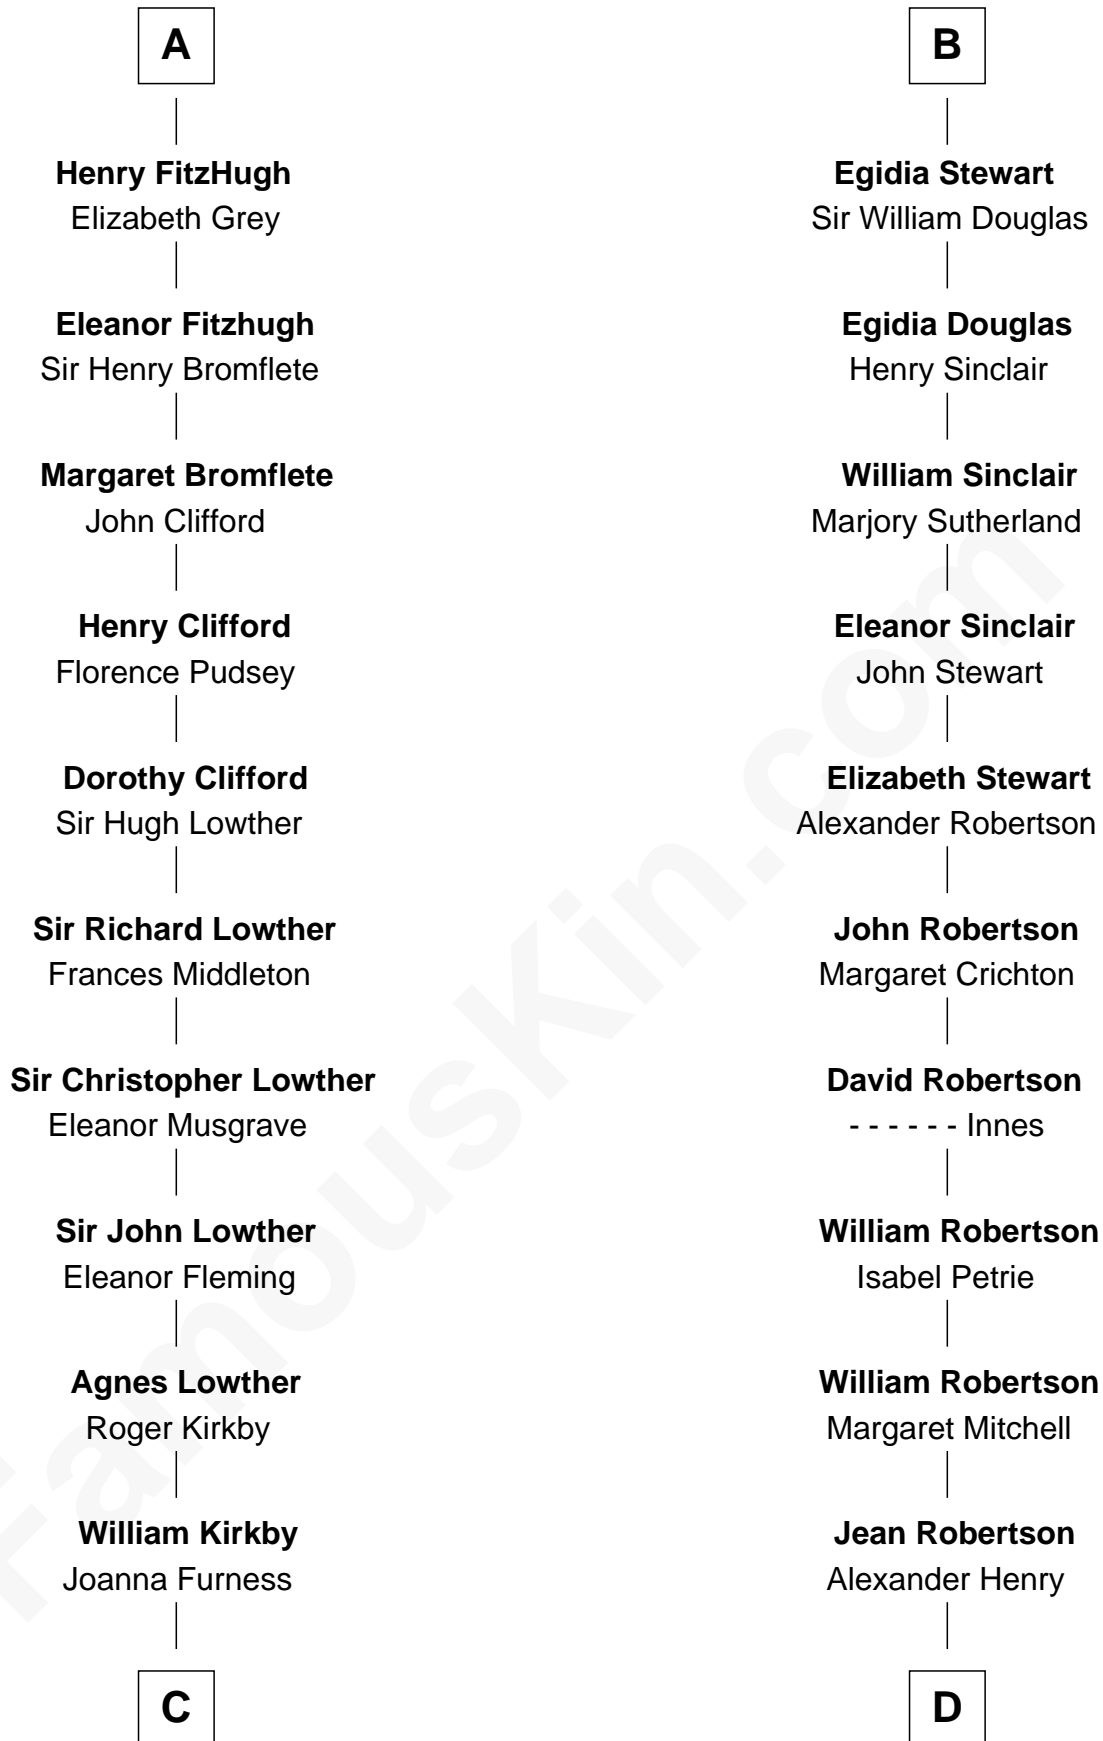 A
Henry FitzHugh
Elizabeth Grey
Eleanor Fitzhugh
Sir Henry Bromflete
Margaret Bromflete
John Clifford
Henry Clifford
Florence Pudsey
Dorothy Clifford
Sir Hugh Lowther
Sir Richard Lowther
Frances Middleton
Sir Christopher Lowther
Eleanor Musgrave
Sir John Lowther
Eleanor Fleming
Agnes Lowther
Roger Kirkby
William Kirkby
Joanna Furness
C
B
Egidia Stewart
Sir William Douglas
Egidia Douglas
Henry Sinclair
William Sinclair
Marjory Sutherland
Eleanor Sinclair
John Stewart
Elizabeth Stewart
Alexander Robertson
John Robertson
Margaret Crichton
David Robertson
- - - - - - Innes
William Robertson
Isabel Petrie
William Robertson
Margaret Mitchell
Jean Robertson
Alexander Henry
D
FamousKin.com